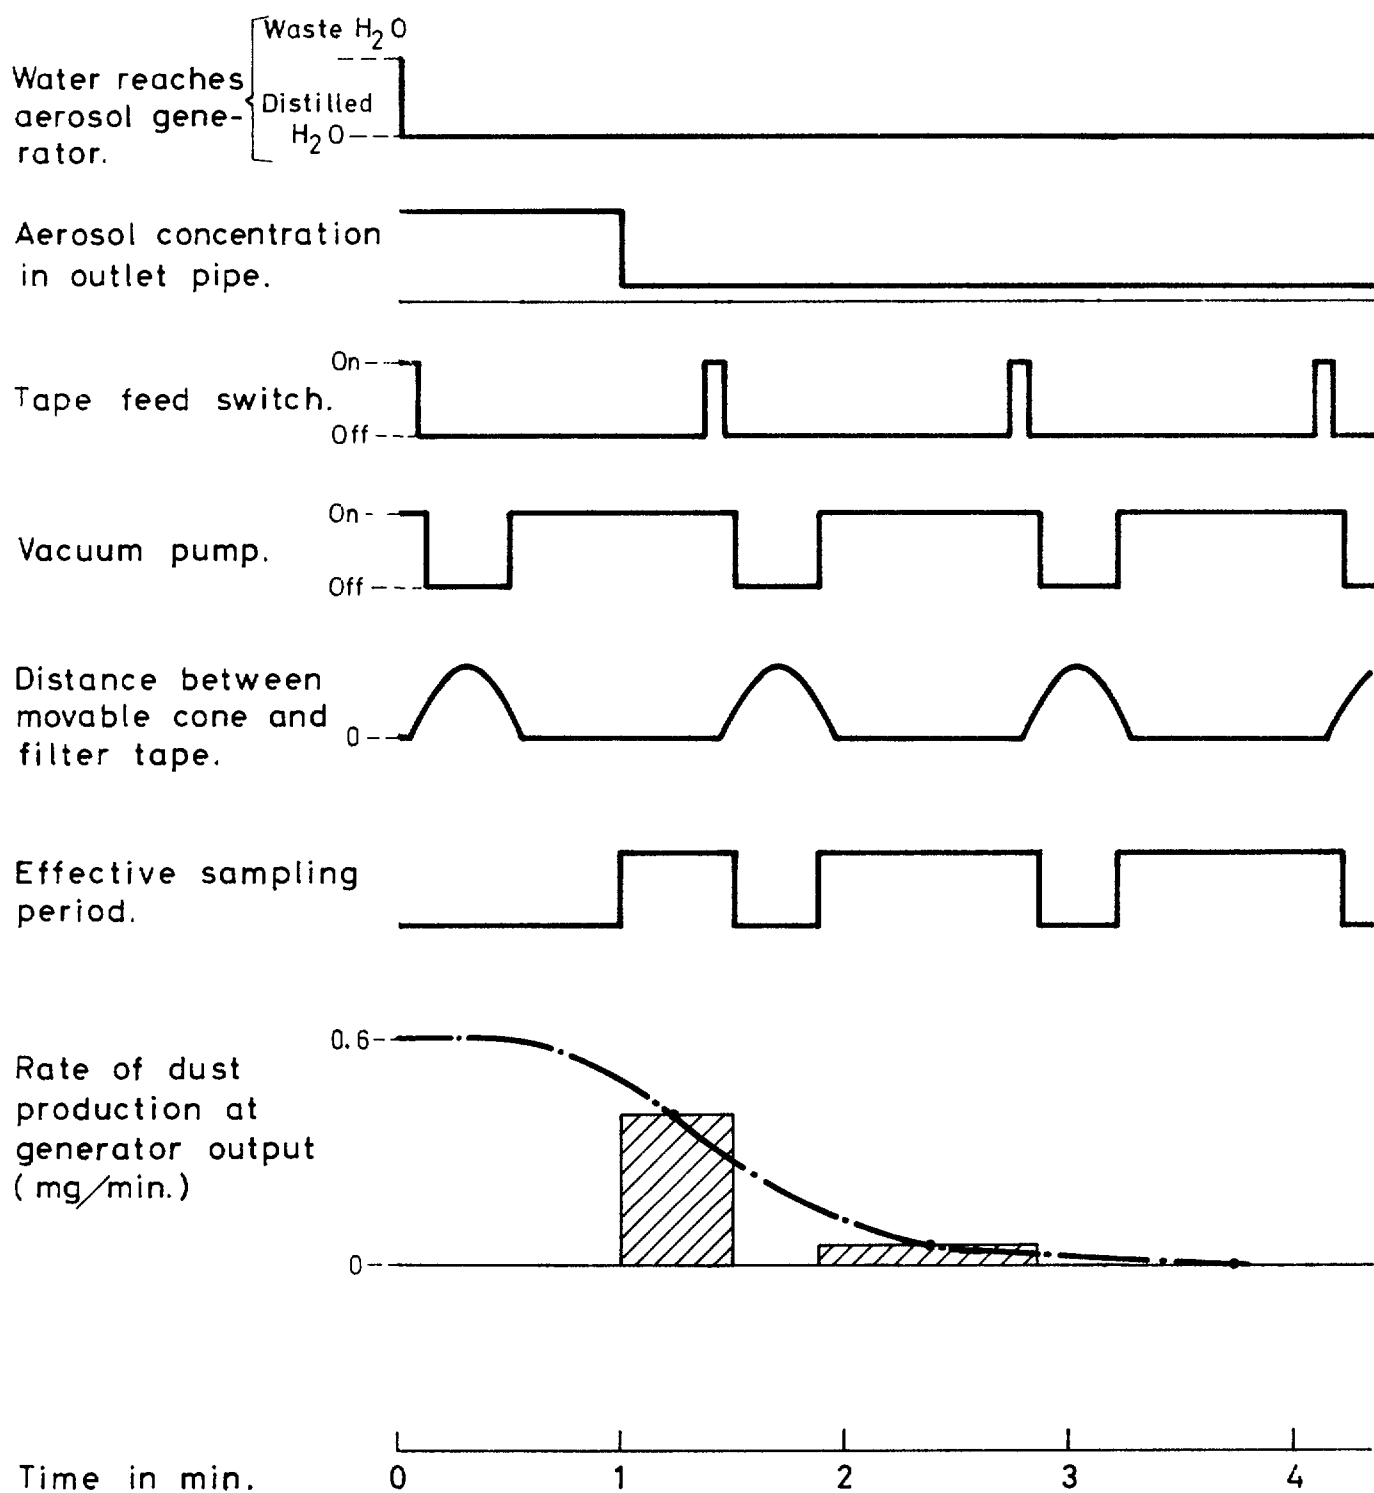 Waste H₂O
Water reaches
aerosol gene-
rator.
Distilled
H₂O
Aerosol concentration
in outlet pipe.
On
Tape feed switch.
Off
On
Vacuum pump.
Off
Distance between
movable cone and
filter tape.
0
Effective sampling
period.
0.6
Rate of dust
production at
generator output
(mg/min.)
0
Time in min. 0 1 2 3 4